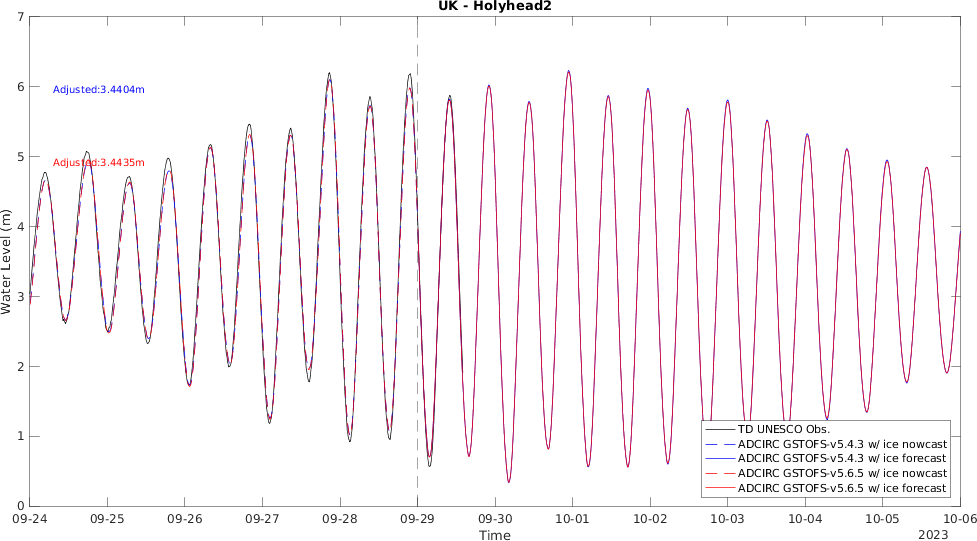 UK - Holyhead2
7
6
5
4
3
2
1
0
Water Level (m)
Adjusted:3.4404m
Adjusted:3.4435m
TD UNESCO Obs.
ADCIRC GSTOFS-v5.4.3 w/ ice nowcast
ADCIRC GSTOFS-v5.4.3 w/ ice forecast
ADCIRC GSTOFS-v5.6.5 w/ ice nowcast
ADCIRC GSTOFS-v5.6.5 w/ ice forecast
09-24 09-25 09-26 09-27 09-28 09-29 09-30 10-01 10-02 10-03 10-04 10-05 10-06
Time
2023